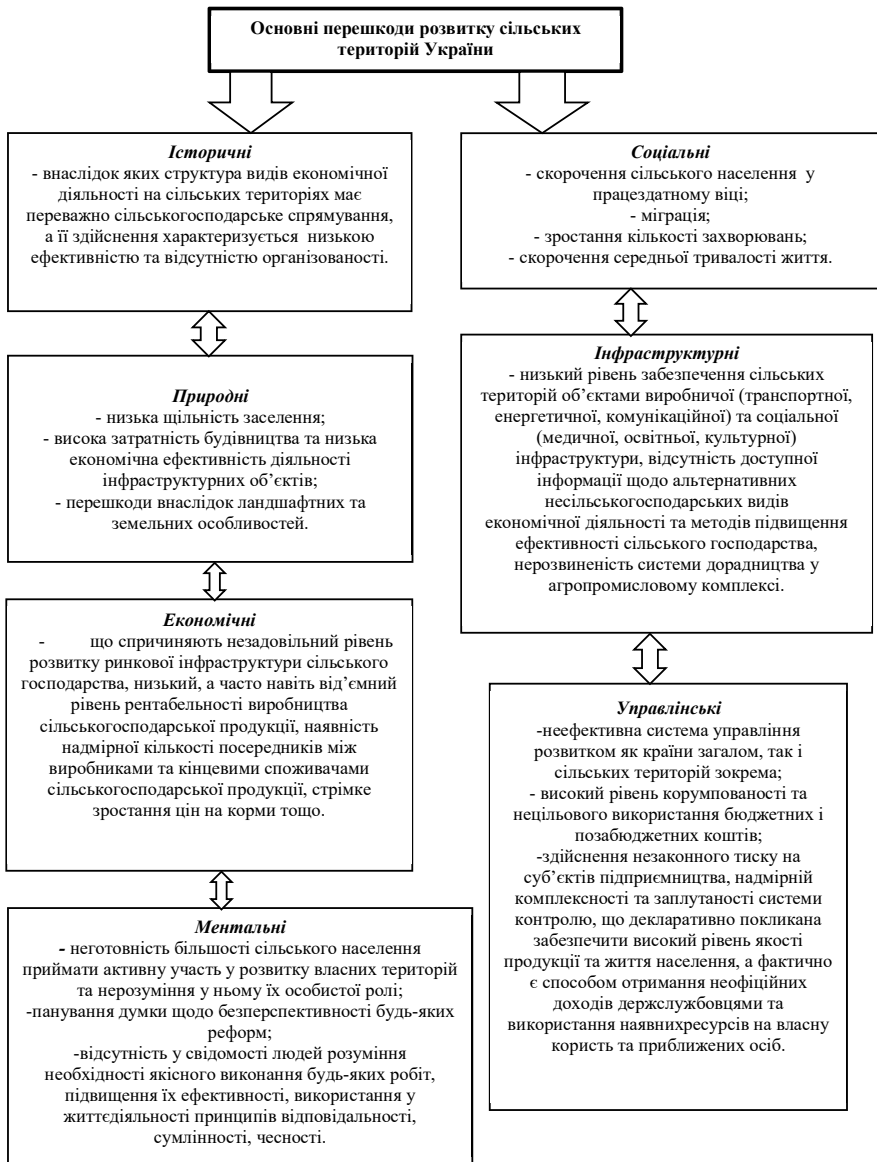 Основні перешкоди розвитку сільських
територій України
Історичні
- внаслідок яких структура видів економічної
діяльності на сільських територіях має
переважно сільськогосподарське спрямування,
а її здійснення характеризується низькою
ефективністю та відсутністю організованості.
Природні
- низька щільність заселення;
- висока затратність будівництва та низька
економічна ефективність діяльності
інфраструктурних об’єктів;
- перешкоди внаслідок ландшафтних та
земельних особливостей.
Економічні
- що спричиняють незадовільний рівень
розвитку ринкової інфраструктури сільського
господарства, низький, а часто навіть від’ємний
рівень рентабельності виробництва
сільськогосподарської продукції, наявність
надмірної кількості посередників між
виробниками та кінцевими споживачами
сільськогосподарської продукції, стрімке
зростання цін на корми тощо.
Ментальні
- неготовність більшості сільського населення
приймати активну участь у розвитку власних територій
та нерозуміння у ньому їх особистої ролі;
-панування думки щодо безперспективності будь-яких
реформ;
-відсутність у свідомості людей розуміння
необхідності якісного виконання будь-яких робіт,
підвищення їх ефективності, використання у
життєдіяльності принципів відповідальності,
сумлінності, чесності.
Соціальні
- скорочення сільського населення у
працездатному віці;
- міграція;
- зростання кількості захворювань;
- скорочення середньої тривалості життя.
Інфраструктурні
- низький рівень забезпечення сільських
територій об’єктами виробничої (транспортної,
енергетичної, комунікаційної) та соціальної
(медичної, освітньої, культурної)
інфраструктури, відсутність доступної
інформації щодо альтернативних
несільськогосподарських видів
економічної діяльності та методів підвищення
ефективності сільського господарства,
нерозвиненість системи дорадництва у
агропромисловому комплексі.
Управлінські
-неефективна система управління
розвитком як країни загалом, так і
сільських територій зокрема;
- високий рівень корумпованості та
нецільового використання бюджетних і
позабюджетних коштів;
-здійснення незаконного тиску на
суб’єктів підприємництва, надмірній
комплексності та заплутаності системи
контролю, що декларативно покликана
забезпечити високий рівень якості
продукції та життя населення, а фактично
є способом отримання неофіційних
доходів держслужбовцями та
використання наявнихресурсів на власну
користь та приближених осіб.